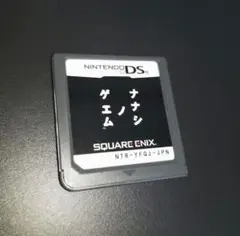 NINTENDO DS
ナナシ
ノ
ゲエム
SQUARE ENIX
NTR-YFQJ-JPN